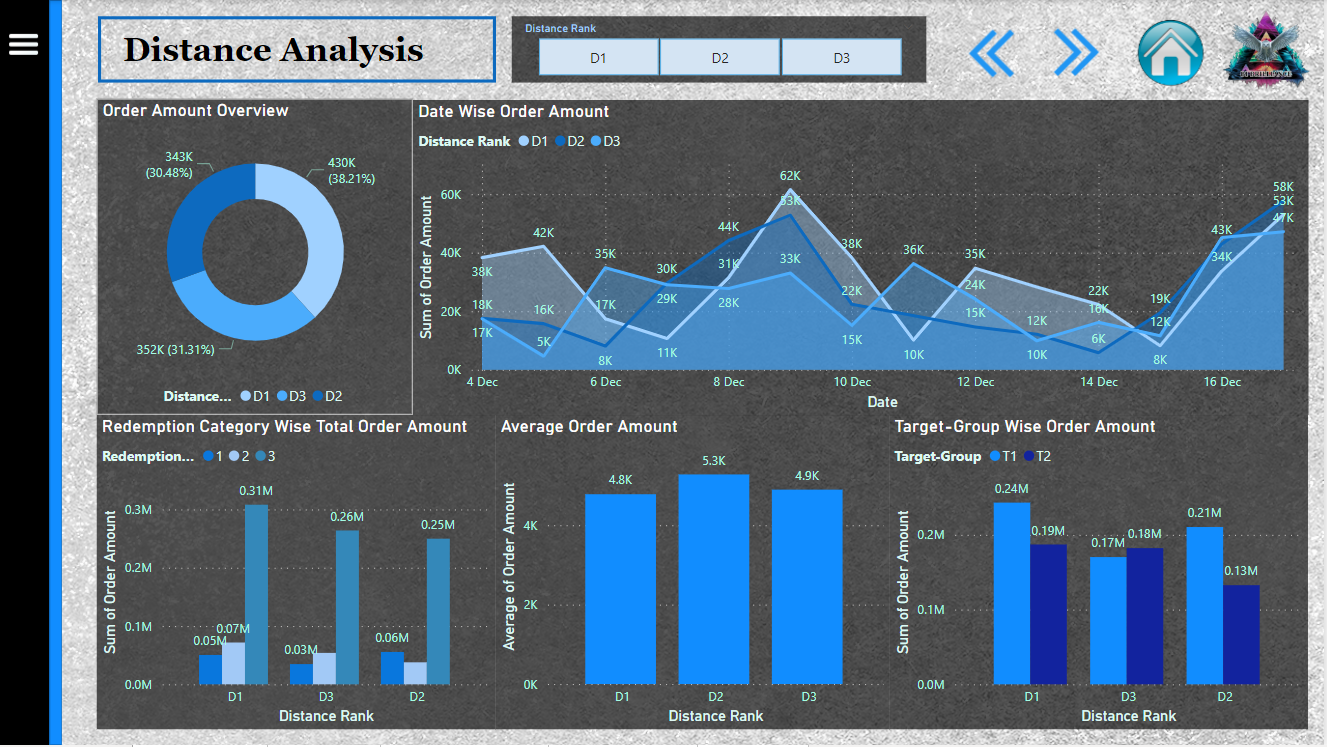 Distance Analysis
Distance Rank
D1
D2
D3
Order Amount Overview
343K
(30.48%)
430K
(38.21%)
352K (31.31%)
Distance... D1 D3 D2
Date Wise Order Amount
Distance Rank D1 D2 D3
Sum of Order Amount
60K
40K
20K
0K
38K
18K
17K
42K
16K
5K
35K
17K
8K
30K
29K
11K
44K
31K
28K
62K
53K
33K
38K
22K
15K
36K
10K
35K
24K
15K
12K
10K
22K
16K
6K
19K
12K
8K
43K
34K
58K
53K
47K
4 Dec
6 Dec
8 Dec
10 Dec
12 Dec
14 Dec
16 Dec
Date
Redemption Category Wise Total Order Amount
Redemption... 1 2 3
Sum of Order Amount
0.3M
0.2M
0.1M
0.0M
0.05M
0.07M
0.31M
0.03M
0.26M
0.06M
0.25M
D1
D3
D2
Distance Rank
Average Order Amount
Average of Order Amount
4K
2K
0K
4.8K
5.3K
4.9K
D1
D2
D3
Distance Rank
Target-Group Wise Order Amount
Target-Group T1 T2
Sum of Order Amount
0.2M
0.1M
0.0M
0.24M
0.19M
0.17M
0.18M
0.21M
0.13M
D1
D3
D2
Distance Rank